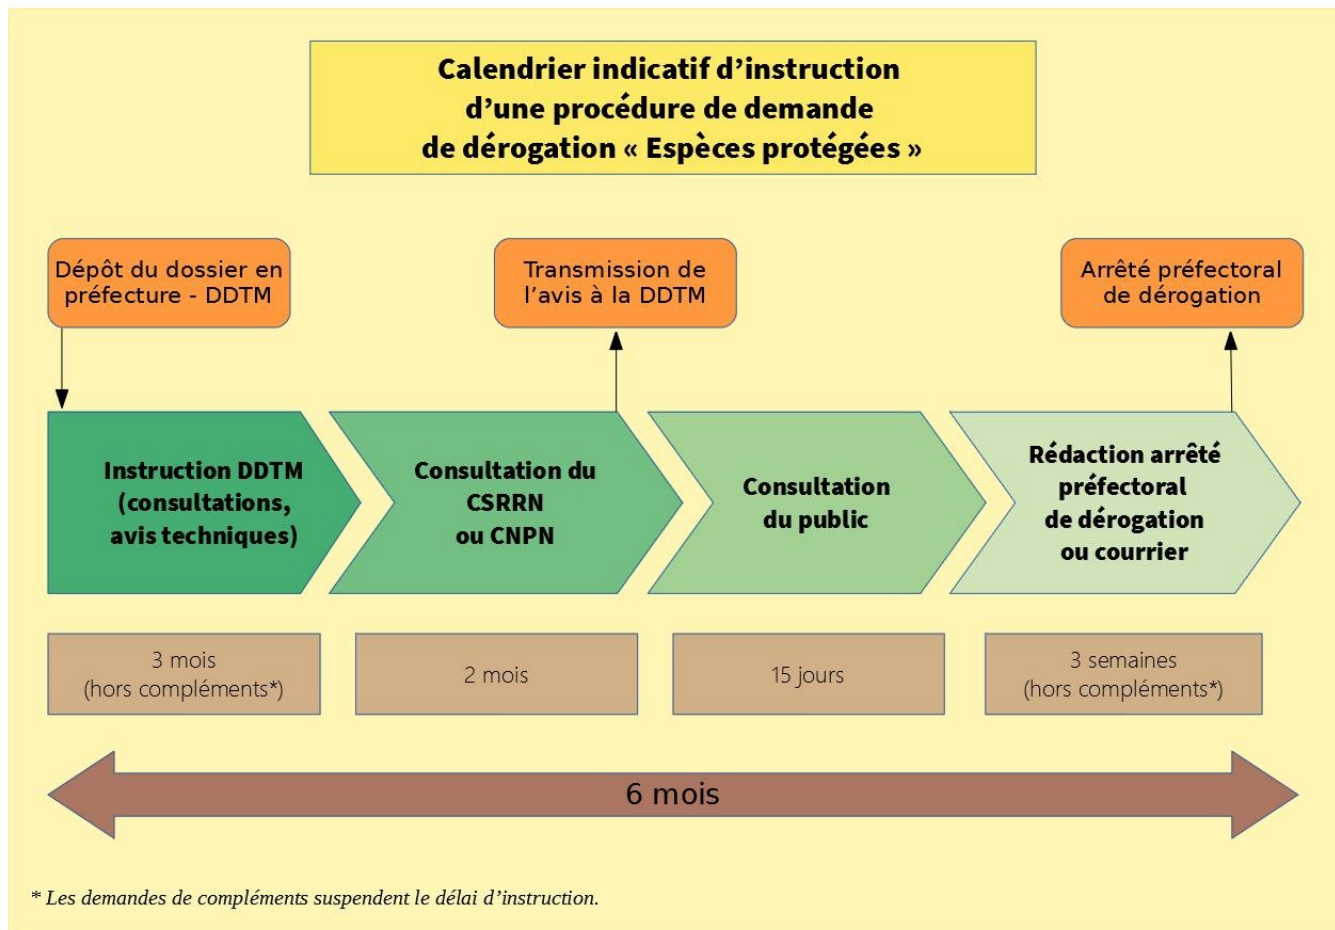 Calendrier indicatif d’instruction
d’une procédure de demande
de dérogation « Espèces protégées »
Dépôt du dossier en
préfecture - DDTM
Transmission de
l’avis à la DDTM
Arrêté préfectoral
de dérogation
Instruction DDTM
(consultations,
avis techniques)
Consultation du
CSRRN
ou CNPN
Consultation
du public
Rédaction arrêté
préfectoral
de dérogation
ou courrier
3 mois
(hors compléments*)
2 mois
15 jours
3 semaines
(hors compléments*)
6 mois
* Les demandes de compléments suspendent le délai d’instruction.